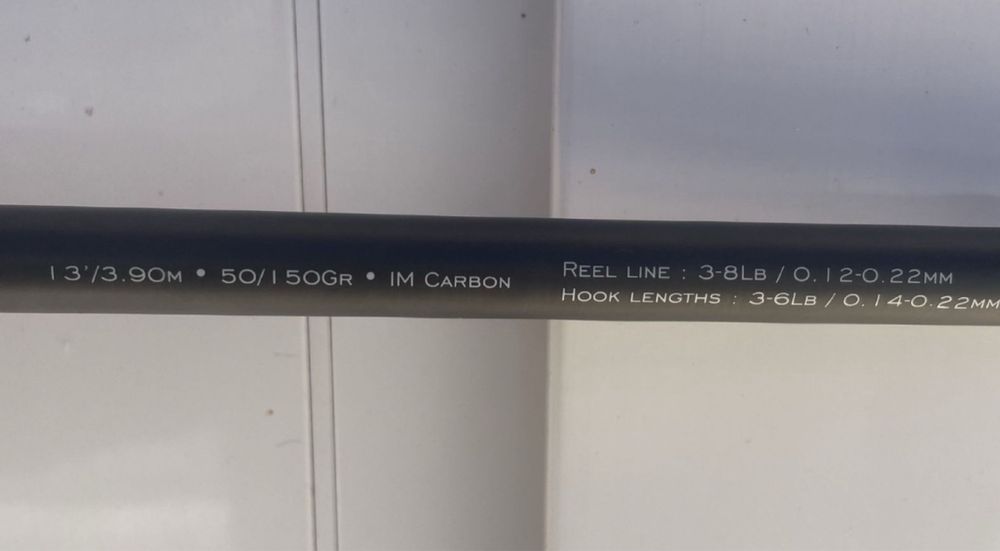 13'/3.90M • 50/150GR • IM CARBON
REEL LINE : 3-8LB / 0.12-0.22MM
HOOK LENGTHS : 3-6LB / 0.14-0.22MM